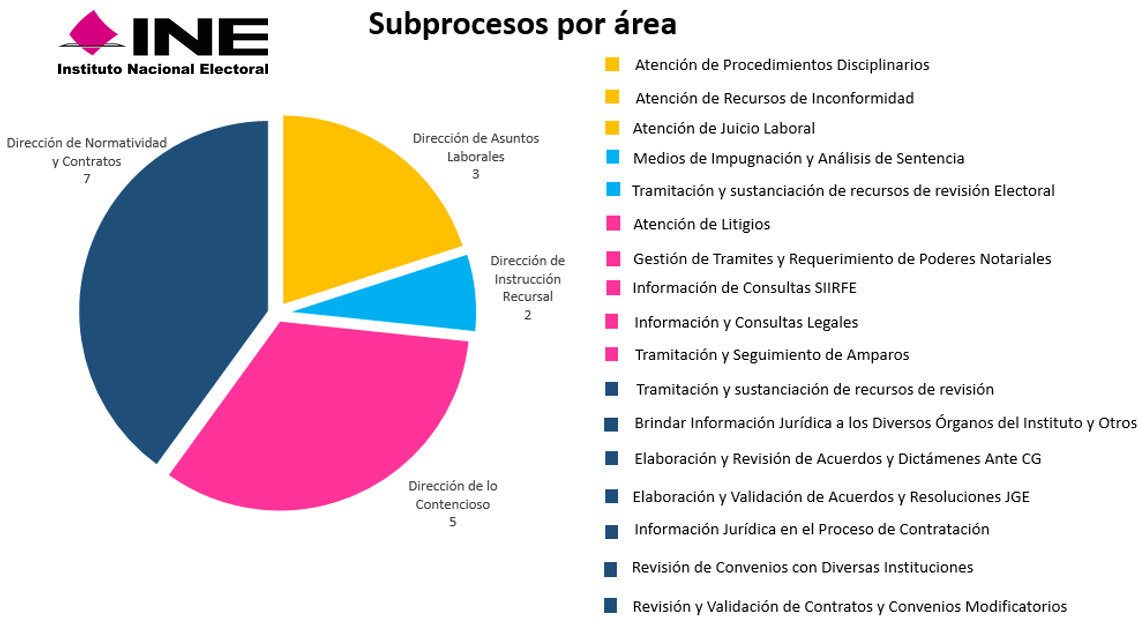 INE
Instituto Nacional Electoral
Subprocesos por área
Dirección de Normatividad
y Contratos
7
Dirección de Asuntos
Laborales
3
Dirección de
Instrucción
Recursal
2
Dirección de lo
Contencioso
5
Atención de Procedimientos Disciplinarios
Atención de Recursos de Inconformidad
Atención de Juicio Laboral
Medios de Impugnación y Análisis de Sentencia
Tramitación y sustanciación de recursos de revisión Electoral
Atención de Litigios
Gestión de Tramites y Requerimiento de Poderes Notariales
Información de Consultas SIIRFE
Información y Consultas Legales
Tramitación y Seguimiento de Amparos
Tramitación y sustanciación de recursos de revisión
Brindar Información Jurídica a los Diversos Órganos del Instituto y Otros
Elaboración y Revisión de Acuerdos y Dictámenes Ante CG
Elaboración y Validación de Acuerdos y Resoluciones JGE
Información Jurídica en el Proceso de Contratación
Revisión de Convenios con Diversas Instituciones
Revisión y Validación de Contratos y Convenios Modificatorios